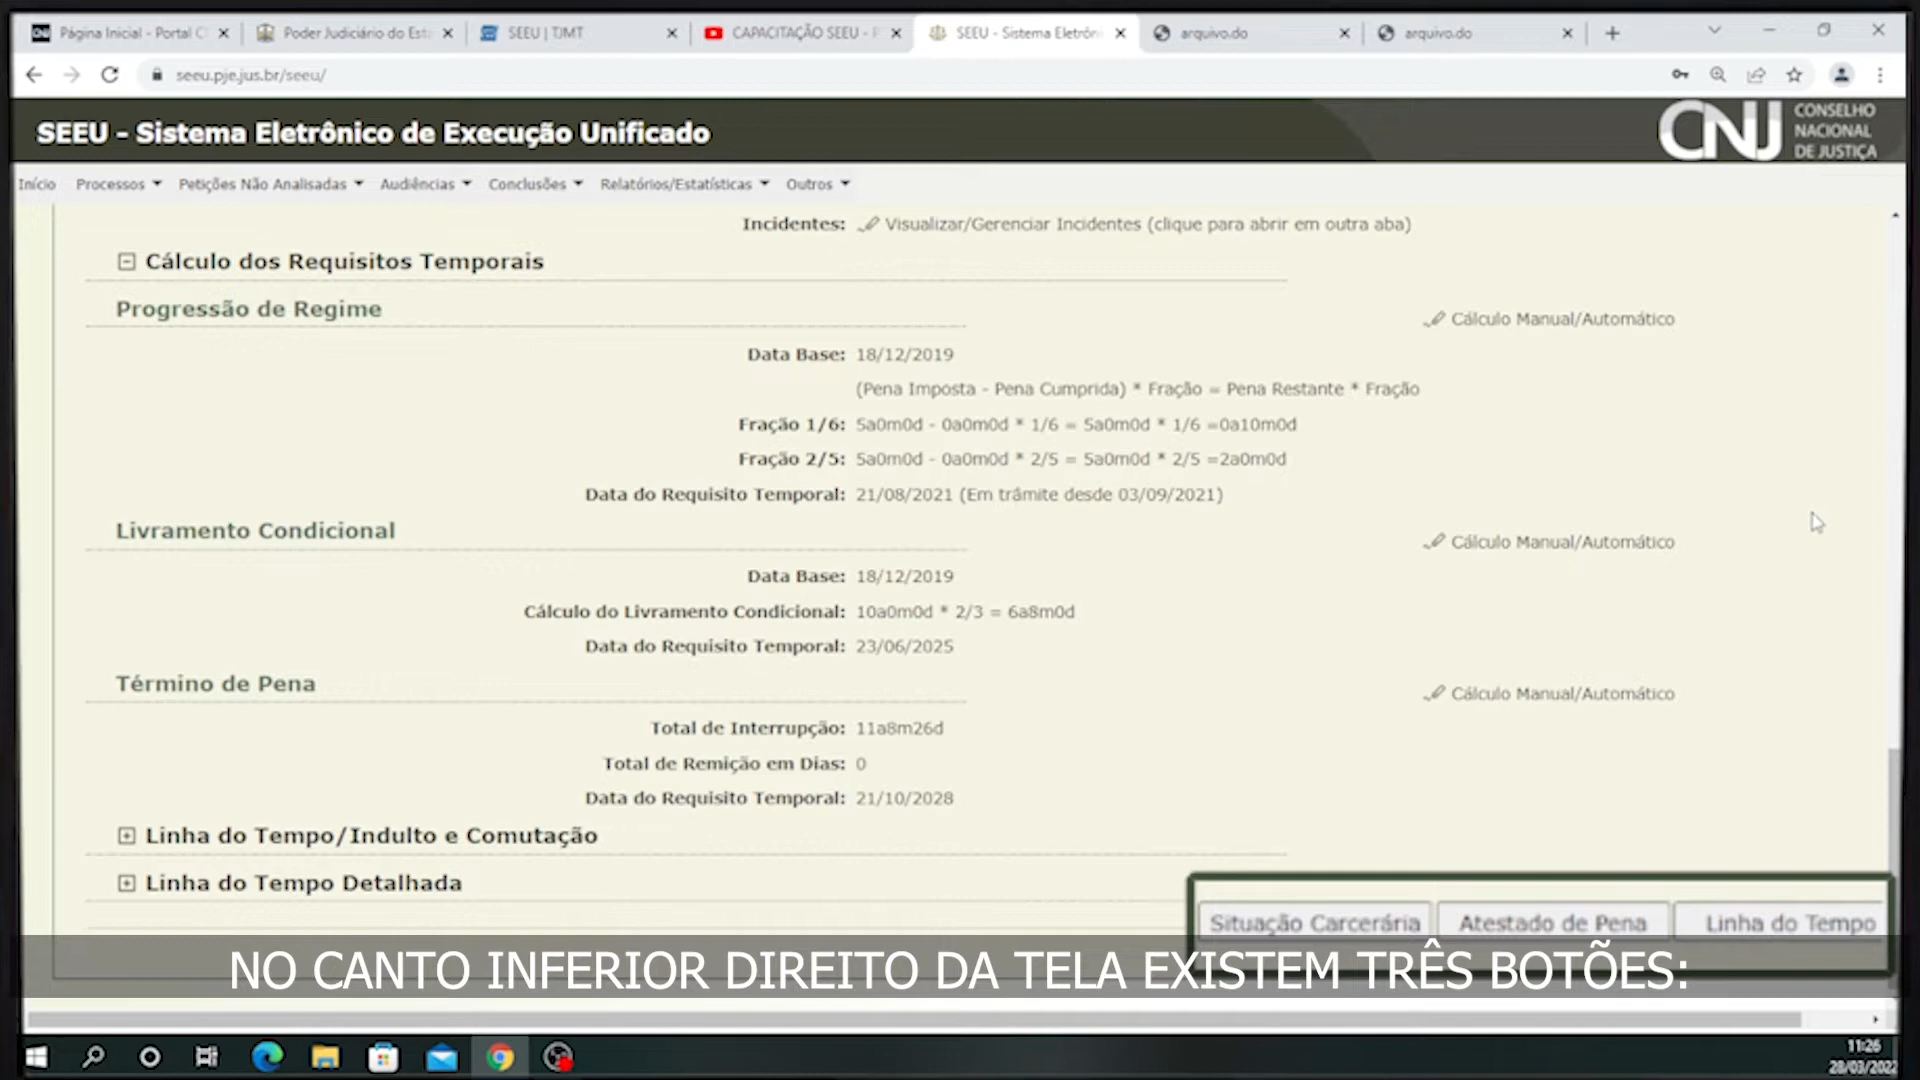 Página Inicial - Portal C
Poder Judiciário do Est
SEEU | TJMT
CAPACITAÇÃO SEEU - P
SEEU - Sistema Eletrôni
arquivo.do
arquivo.do
seeu.pje.jus.br/seeu/
SEEU - Sistema Eletrônico de Execução Unificado
CNJ
CONSELHO
NACIONAL
DE JUSTIÇA
Início Processos Petições Não Analisadas Audiências Conclusões Relatórios/Estatísticas Outros
Incidentes: Visualizar/Gerenciar Incidentes (clique para abrir em outra aba)
Cálculo dos Requisitos Temporais
Progressão de Regime
Cálculo Manual/Automático
Data Base: 18/12/2019
(Pena Imposta - Pena Cumprida) * Fração = Pena Restante * Fração
Fração 1/6: 5a0m0d - 0a0m0d * 1/6 = 5a0m0d * 1/6 =0a10m0d
Fração 2/5: 5a0m0d - 0a0m0d * 2/5 = 5a0m0d * 2/5 =2a0m0d
Data do Requisito Temporal: 21/08/2021 (Em trâmite desde 03/09/2021)
Livramento Condicional
Cálculo Manual/Automático
Data Base: 18/12/2019
Cálculo do Livramento Condicional: 10a0m0d * 2/3 = 6a8m0d
Data do Requisito Temporal: 23/06/2025
Término de Pena
Cálculo Manual/Automático
Total de Interrupção: 11a8m26d
Total de Remição em Dias: 0
Data do Requisito Temporal: 21/10/2028
Linha do Tempo/Indulto e Comutação
Linha do Tempo Detalhada
Situação Carcerária Atestado de Pena Linha do Tempo
NO CANTO INFERIOR DIREITO DA TELA EXISTEM TRÊS BOTÕES:
11:26
28/03/2022